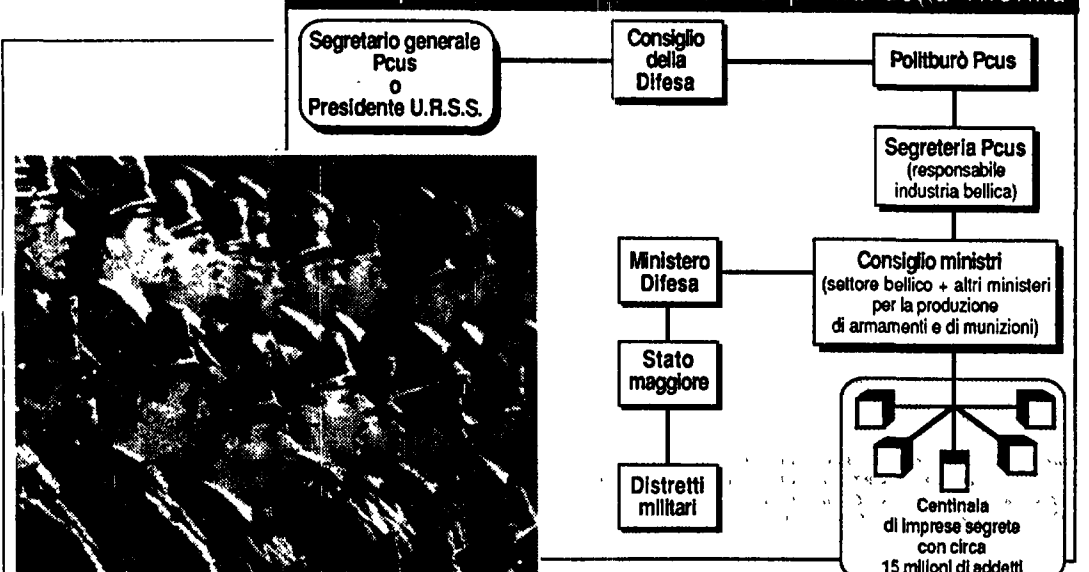 Segretario generale
Pcus
o
Presidente U.R.S.S.
Consiglio
della
Difesa
Politburò Pcus
Segreteria Pcus
(responsabile
industria bellica)
Ministero
Difesa
Consiglio ministri
(settore bellico + altri ministeri
per la produzione
di armamenti e di munizioni)
Stato
maggiore
Distretti
militari
Centinaia
di imprese segrete
con circa
15 milioni di addetti